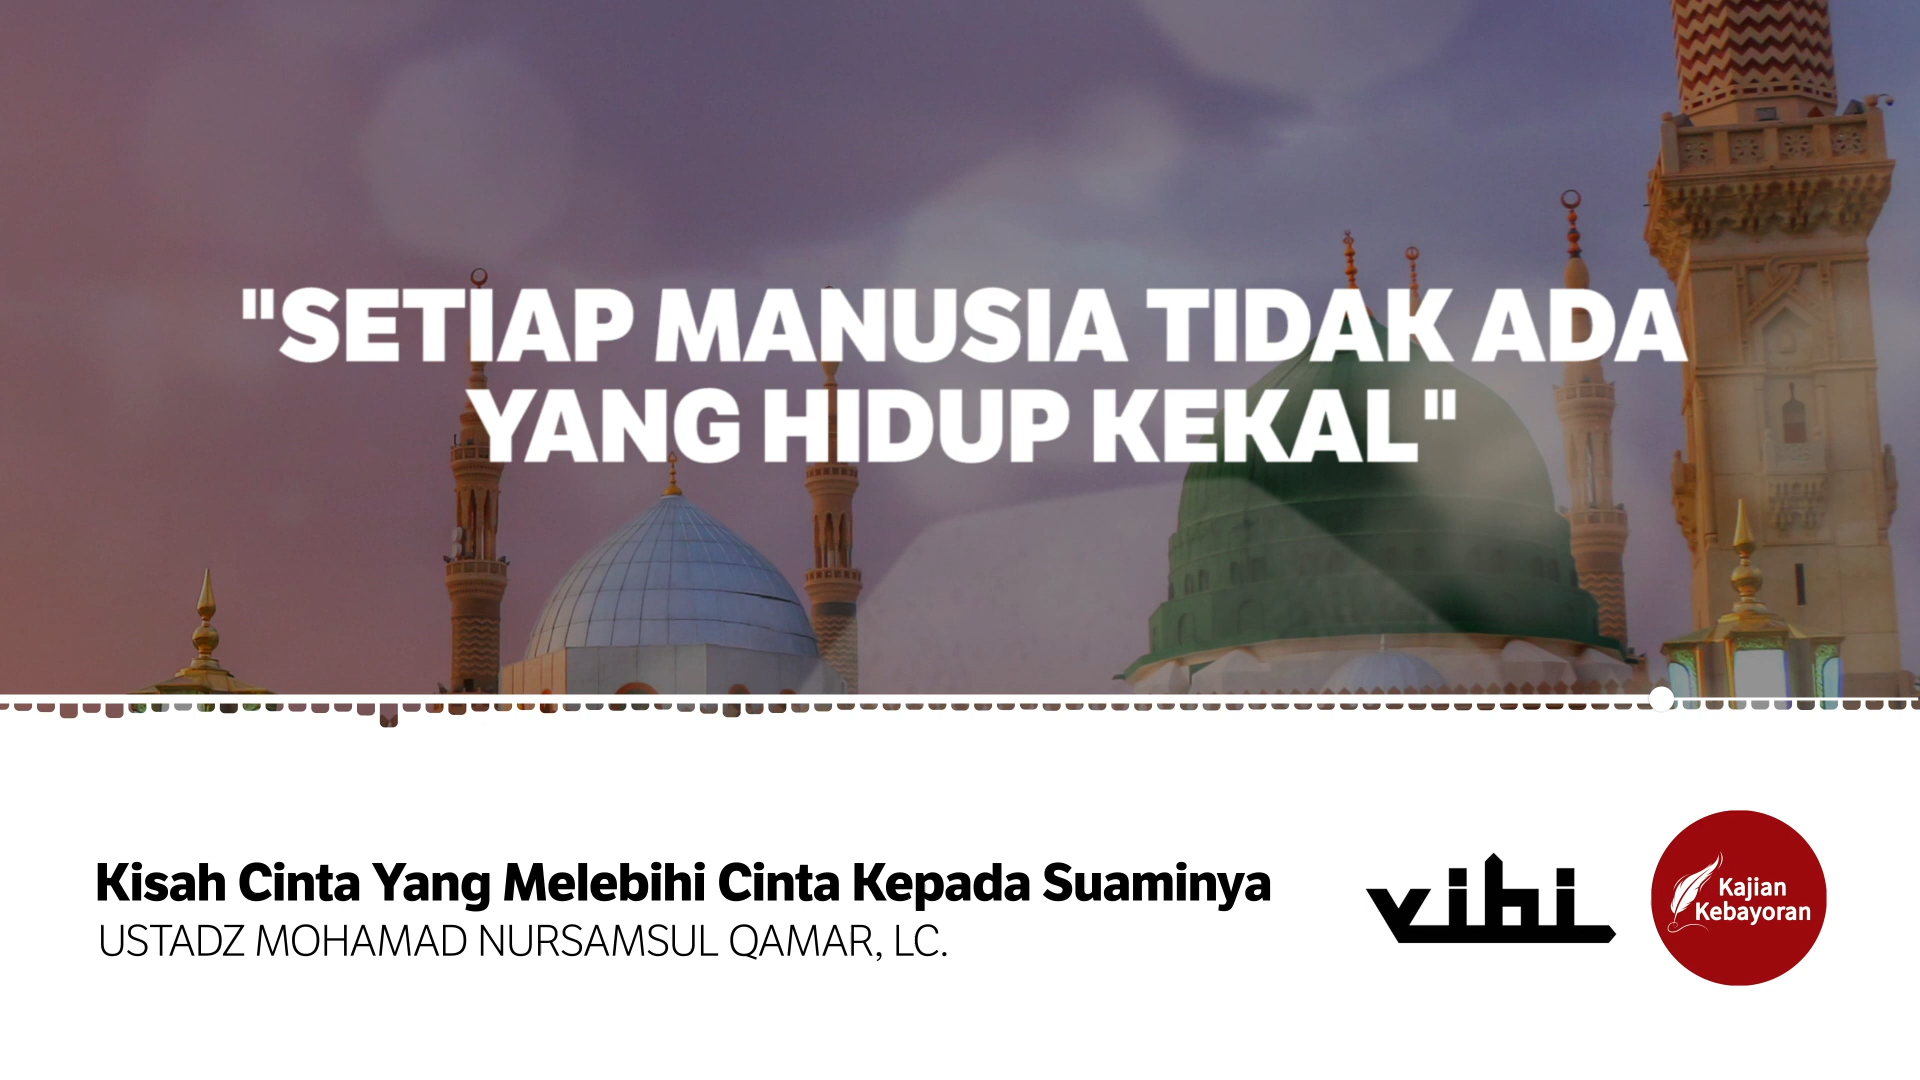 "SETIAP MANUSIA TIDAK ADA
YANG HIDUP KEKAL"
Kisah Cinta Yang Melebihi Cinta Kepada Suaminya
USTADZ MOHAMAD NURSAMSUL QAMAR, LC.
vibi
Kajian
Kebayoran